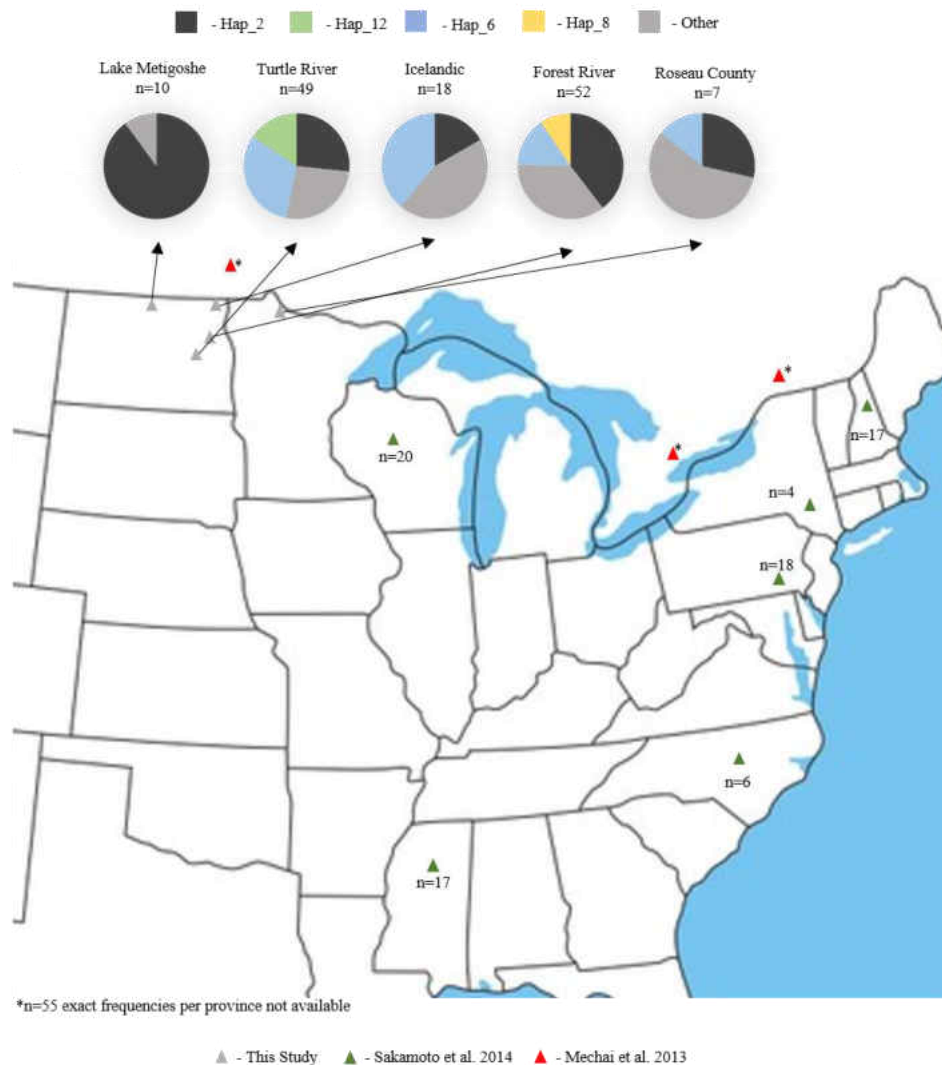 - Hap_2 - Hap_12 - Hap_6 - Hap_8 - Other
Lake Metigoshe Turtle River Icelandic Forest River Roseau County
n=10 n=49 n=18 n=52 n=7
*
*
*
n=17
n=20
n=4
n=18
n=6
n=17
*n=55 exact frequencies per province not available
- This Study - Sakamoto et al. 2014 - Mechai et al. 2013